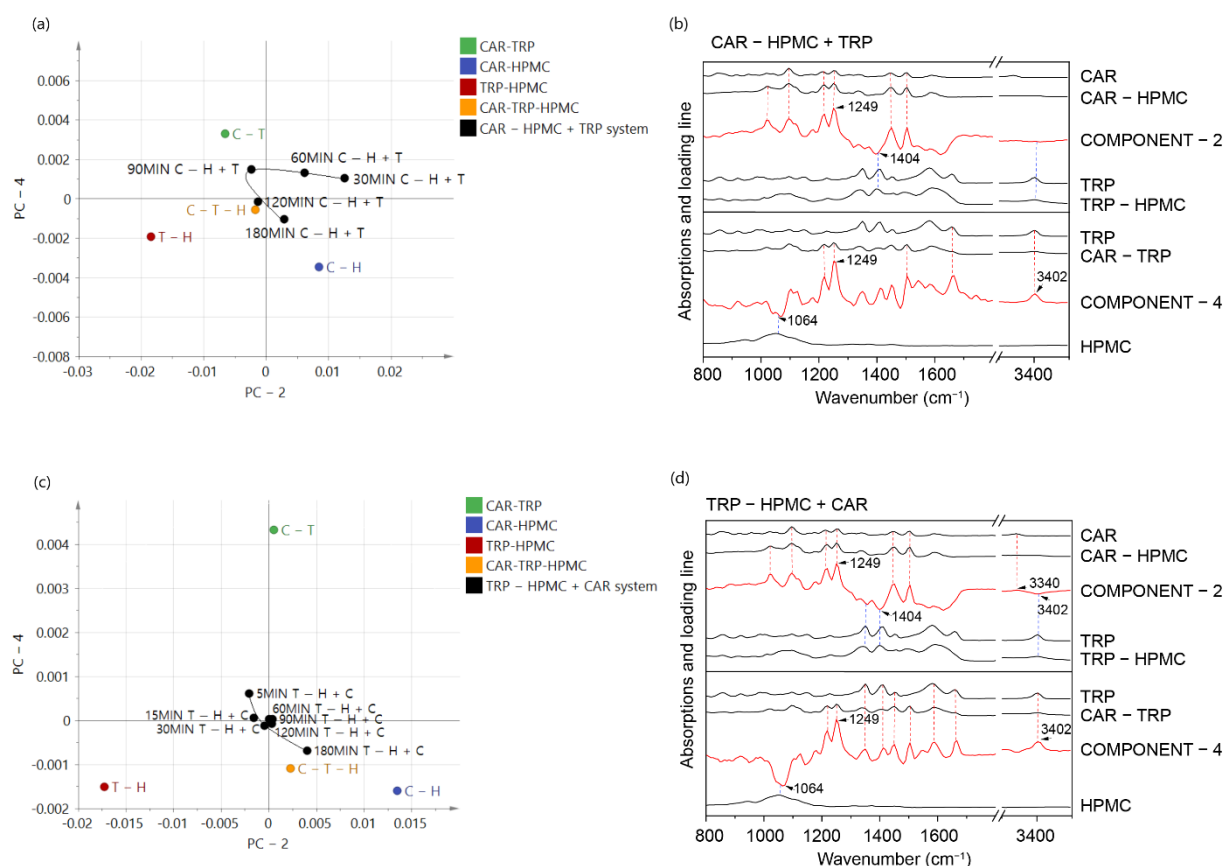 (a)
0.006
0.004
0.002
0
-0.002
-0.004
-0.006
-0.008
PC – 4
-0.03
-0.02
-0.01
0
0.01
0.02
PC – 2
C – T
90MIN C – H + T
60MIN C – H + T
30MIN C – H + T
120MIN C – H + T
C – T – H
180MIN C – H + T
T – H
C – H
CAR-TRP
CAR-HPMC
TRP-HPMC
CAR-TRP-HPMC
CAR – HPMC + TRP system
(b)
CAR – HPMC + TRP
Absorptions and loading line
CAR
CAR – HPMC
1249
COMPONENT – 2
1404
TRP
TRP – HPMC
TRP
CAR – TRP
1249
3402
COMPONENT – 4
1064
HPMC
800
1000
1200
1400
1600
3400
Wavenumber (cm⁻¹)
(c)
0.004
0.003
0.002
0.001
0
-0.001
-0.002
PC – 4
-0.02
-0.015
-0.01
-0.005
0
0.005
0.01
0.015
PC – 2
C – T
5MIN T – H + C
60MIN T – H + C
15MIN T – H + C
90MIN T – H + C
30MIN T – H + C
120MIN T – H + C
180MIN T – H + C
C – T – H
T – H
C – H
CAR-TRP
CAR-HPMC
TRP-HPMC
CAR-TRP-HPMC
TRP – HPMC + CAR system
(d)
TRP – HPMC + CAR
Absorptions and loading line
CAR
CAR – HPMC
1249
3340
COMPONENT – 2
3402
1404
TRP
TRP – HPMC
TRP
CAR – TRP
1249
3402
COMPONENT – 4
1064
HPMC
800
1000
1200
1400
1600
3400
Wavenumber (cm⁻¹)